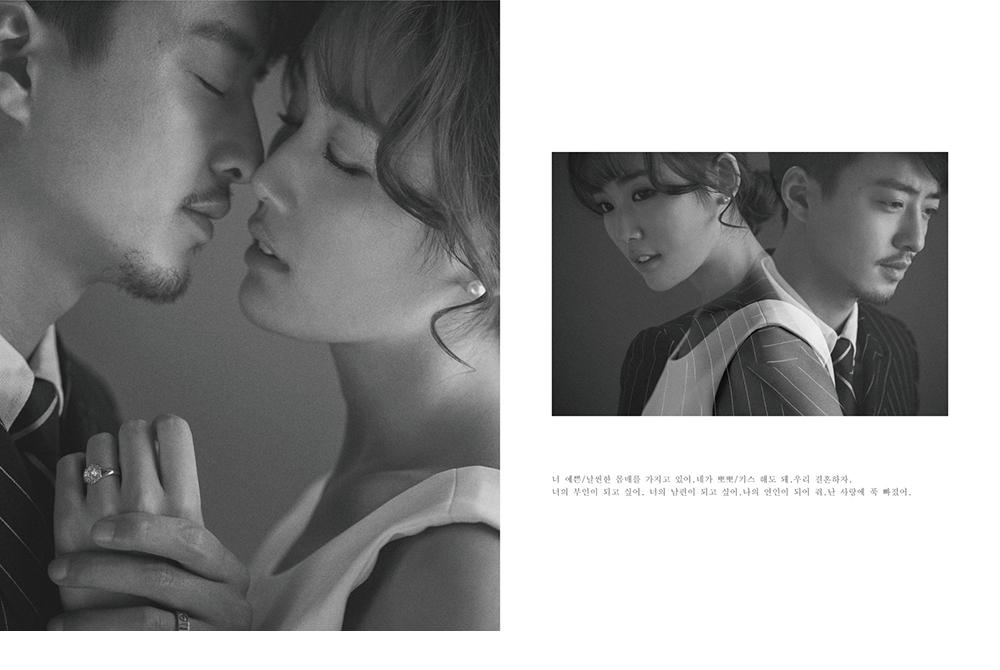 너 예쁜/날씬한 몸매를 가지고 있어.내가 뽀뽀/키스 해도 돼.우리 결혼하자.
너의 부인이 되고 싶어. 너의 남편이 되고 싶어.나의 연인이 되어 줘.난 사랑에 푹 빠졌어.